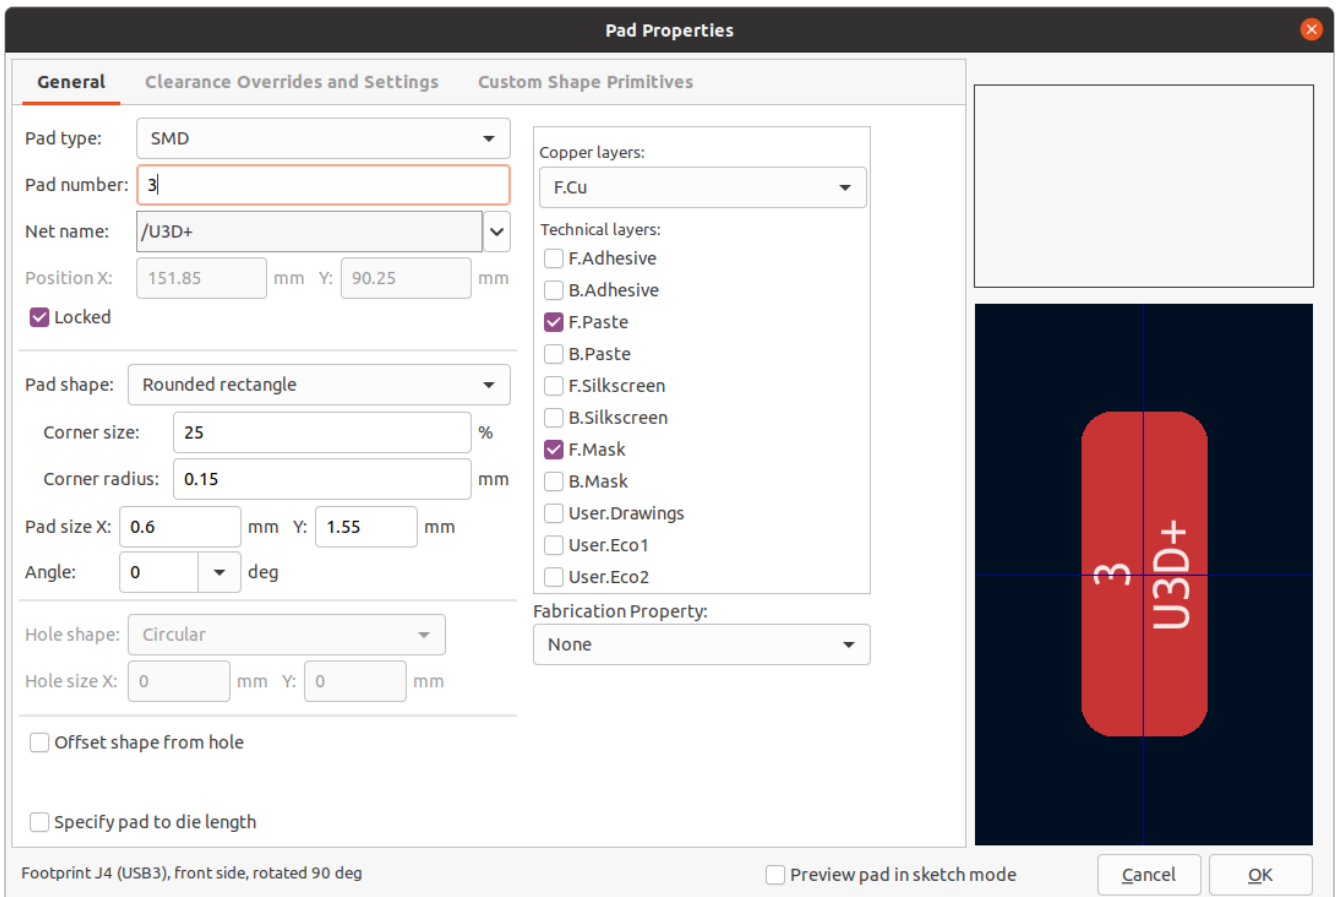 Pad Properties
General Clearance Overrides and Settings Custom Shape Primitives
Pad type: SMD
Pad number: 3
Net name: /U3D+
Position X: 151.85 mm Y: 90.25 mm
Locked
Pad shape: Rounded rectangle
Corner size: 25 %
Corner radius: 0.15 mm
Pad size X: 0.6 mm Y: 1.55 mm
Angle: 0 deg
Hole shape: Circular
Hole size X: 0 mm Y: 0 mm
Offset shape from hole
Specify pad to die length
Copper layers:
F.Cu
Technical layers:
F.Adhesive
B.Adhesive
F.Paste
B.Paste
F.Silkscreen
B.Silkscreen
F.Mask
B.Mask
User.Drawings
User.Eco1
User.Eco2
Fabrication Property:
None
3
U3D+
Footprint J4 (USB3), front side, rotated 90 deg
Preview pad in sketch mode
Cancel
OK